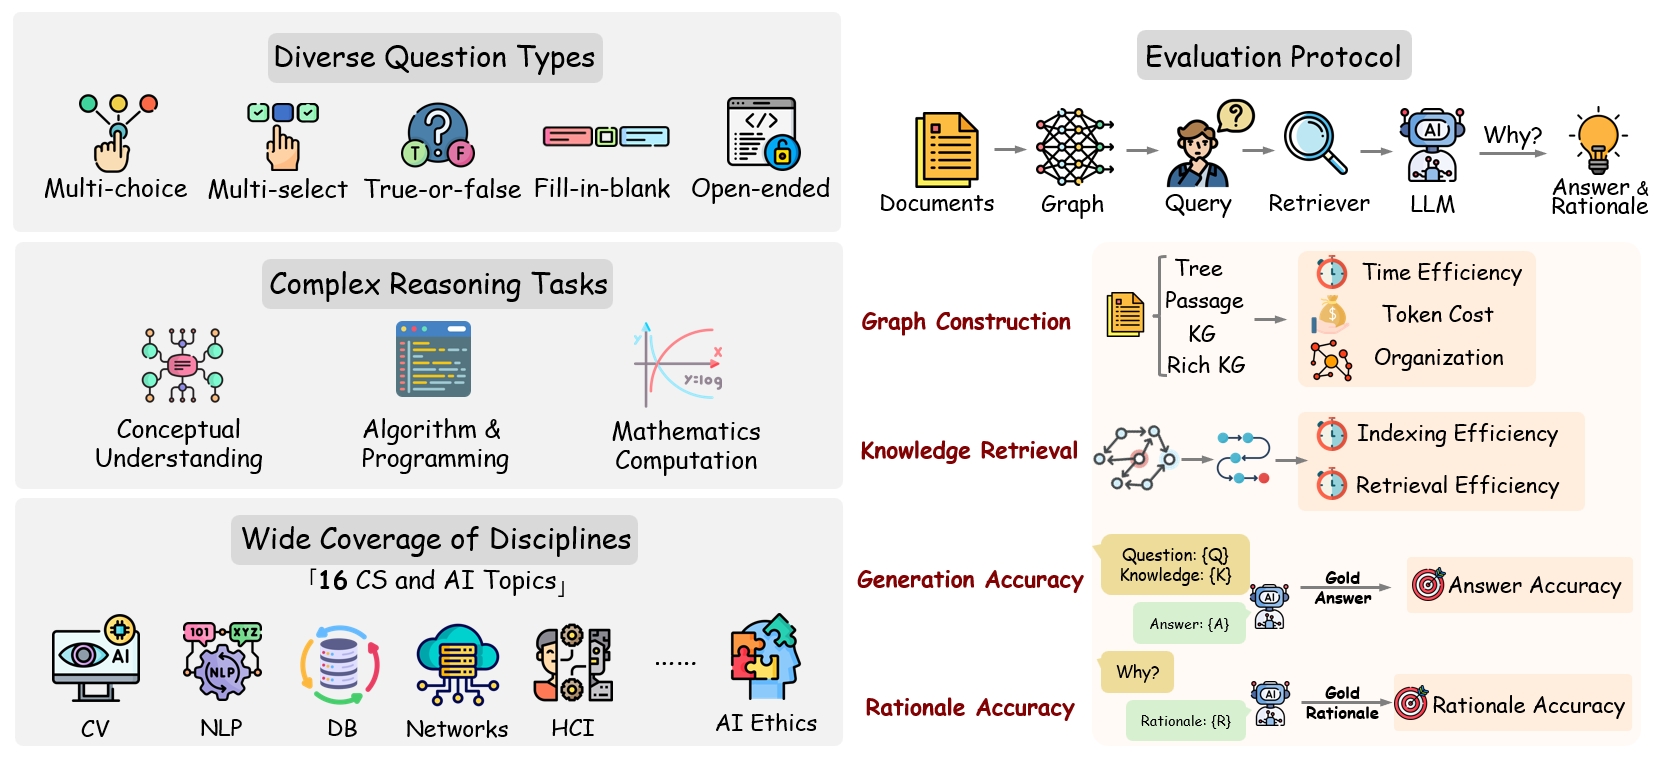 Diverse Question Types
T
F
</>
Multi-choice
Multi-select
True-or-false
Fill-in-blank
Open-ended
Complex Reasoning Tasks
y
x
y=log
Conceptual
Understanding
Algorithm &
Programming
Mathematics
Computation
Wide Coverage of Disciplines
「16 CS and AI Topics」
AI
101
XYZ
NLP
CV
NLP
DB
Networks
HCI
......
AI Ethics
Evaluation Protocol
?
AI
Why?
Documents
Graph
Query
Retriever
LLM
Answer &
Rationale
Graph Construction
Tree
Passage
KG
Rich KG
Time Efficiency
$
Token Cost
Organization
Knowledge Retrieval
Indexing Efficiency
Retrieval Efficiency
Generation Accuracy
Question: {Q}
Knowledge: {K}
Answer: {A}
AI
Gold
Answer
Answer Accuracy
Rationale Accuracy
Why?
Rationale: {R}
AI
Gold
Rationale
Rationale Accuracy